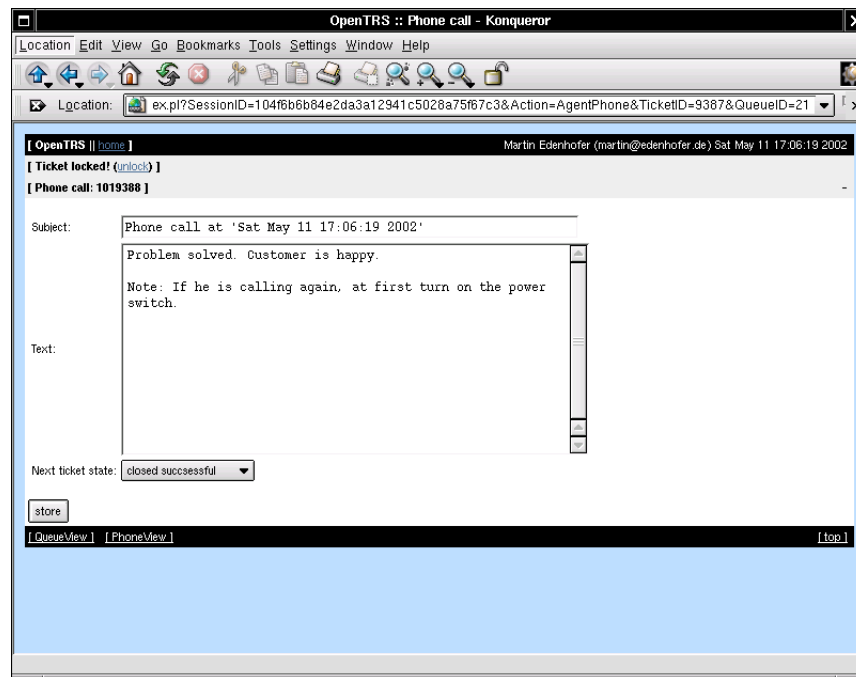 OpenTRS :: Phone call - Konqueror
Location Edit View Go Bookmarks Tools Settings Window Help
Location: ex.pl?SessionID=104f6b6b84e2da3a12941c5028a75f67c3&Action=AgentPhone&TicketID=9387&QueueID=21
[ OpenTRS || home ] Martin Edenhofer (martin@edenhofer.de) Sat May 11 17:06:19 2002
[ Ticket locked! (unlock) ]
[ Phone call: 1019388 ] -
Subject: Phone call at 'Sat May 11 17:06:19 2002'
Problem solved. Customer is happy.
Note: If he is calling again, at first turn on the power
switch.
Text:
Next ticket state: closed succsessful
store
[ QueueView ] [ PhoneView ] [ top ]